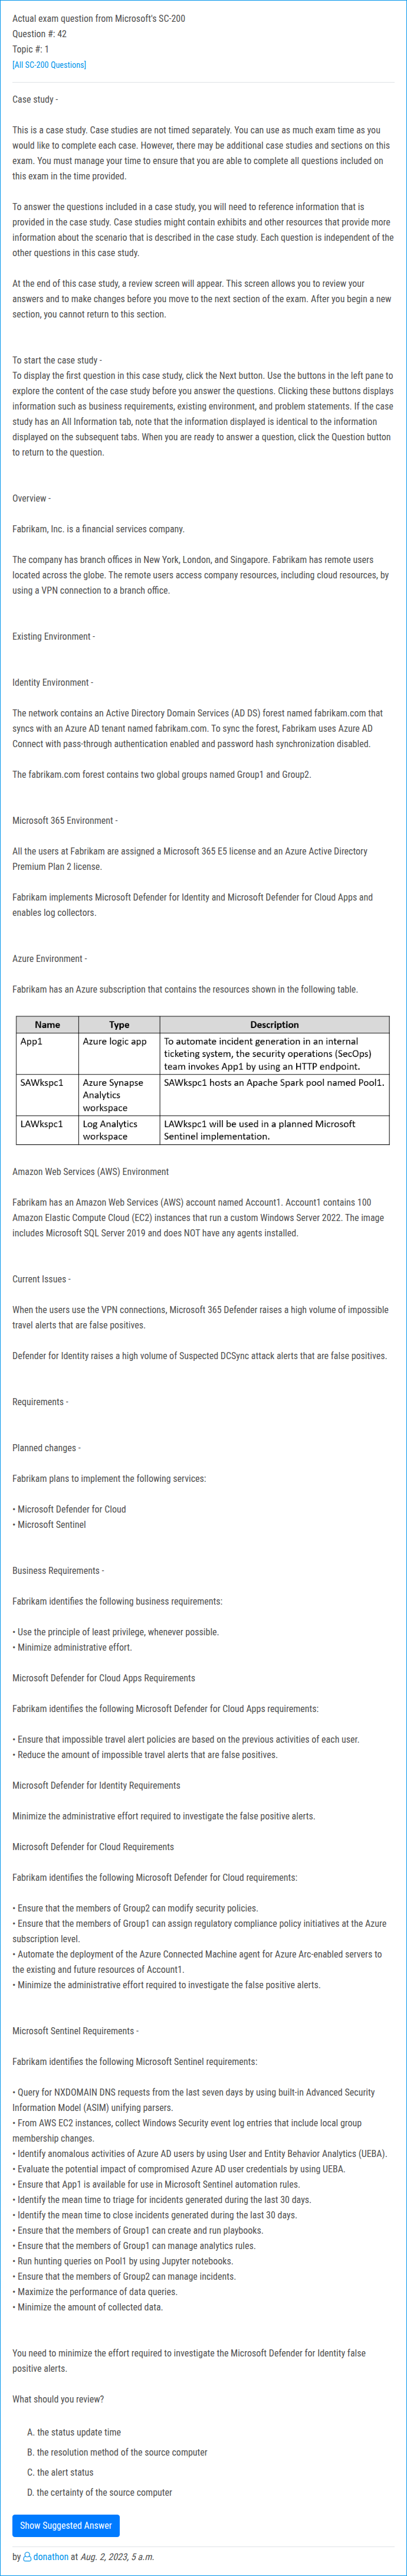 Actual exam question from Microsoft's SC-200
Question #: 42
Topic #: 1
[All SC-200 Questions]
Case study -
This is a case study. Case studies are not timed separately. You can use as much exam time as you
would like to complete each case. However, there may be additional case studies and sections on this
exam. You must manage your time to ensure that you are able to complete all questions included on
this exam in the time provided.
To answer the questions included in a case study, you will need to reference information that is
provided in the case study. Case studies might contain exhibits and other resources that provide more
information about the scenario that is described in the case study. Each question is independent of the
other questions in this case study.
At the end of this case study, a review screen will appear. This screen allows you to review your
answers and to make changes before you move to the next section of the exam. After you begin a new
section, you cannot return to this section.
To start the case study -
To display the first question in this case study, click the Next button. Use the buttons in the left pane to
explore the content of the case study before you answer the questions. Clicking these buttons displays
information such as business requirements, existing environment, and problem statements. If the case
study has an All Information tab, note that the information displayed is identical to the information
displayed on the subsequent tabs. When you are ready to answer a question, click the Question button
to return to the question.
Overview -
Fabrikam, Inc. is a financial services company.
The company has branch offices in New York, London, and Singapore. Fabrikam has remote users
located across the globe. The remote users access company resources, including cloud resources, by
using a VPN connection to a branch office.
Existing Environment -
Identity Environment -
The network contains an Active Directory Domain Services (AD DS) forest named fabrikam.com that
syncs with an Azure AD tenant named fabrikam.com. To sync the forest, Fabrikam uses Azure AD
Connect with pass-through authentication enabled and password hash synchronization disabled.
The fabrikam.com forest contains two global groups named Group1 and Group2.
Microsoft 365 Environment -
All the users at Fabrikam are assigned a Microsoft 365 E5 license and an Azure Active Directory
Premium Plan 2 license.
Fabrikam implements Microsoft Defender for Identity and Microsoft Defender for Cloud Apps and
enables log collectors.
Azure Environment -
Fabrikam has an Azure subscription that contains the resources shown in the following table.
Name Type Description
App1 Azure logic app To automate incident generation in an internal
ticketing system, the security operations (SecOps)
team invokes App1 by using an HTTP endpoint.
SAWkspc1 Azure Synapse SAWkspc1 hosts an Apache Spark pool named Pool1.
Analytics
workspace
LAWkspc1 Log Analytics LAWkspc1 will be used in a planned Microsoft
workspace Sentinel implementation.
Amazon Web Services (AWS) Environment
Fabrikam has an Amazon Web Services (AWS) account named Account1. Account1 contains 100
Amazon Elastic Compute Cloud (EC2) instances that run a custom Windows Server 2022. The image
includes Microsoft SQL Server 2019 and does NOT have any agents installed.
Current Issues -
When the users use the VPN connections, Microsoft 365 Defender raises a high volume of impossible
travel alerts that are false positives.
Defender for Identity raises a high volume of Suspected DCSync attack alerts that are false positives.
Requirements -
Planned changes -
Fabrikam plans to implement the following services:
• Microsoft Defender for Cloud
• Microsoft Sentinel
Business Requirements -
Fabrikam identifies the following business requirements:
• Use the principle of least privilege, whenever possible.
• Minimize administrative effort.
Microsoft Defender for Cloud Apps Requirements
Fabrikam identifies the following Microsoft Defender for Cloud Apps requirements:
• Ensure that impossible travel alert policies are based on the previous activities of each user.
• Reduce the amount of impossible travel alerts that are false positives.
Microsoft Defender for Identity Requirements
Minimize the administrative effort required to investigate the false positive alerts.
Microsoft Defender for Cloud Requirements
Fabrikam identifies the following Microsoft Defender for Cloud requirements:
• Ensure that the members of Group2 can modify security policies.
• Ensure that the members of Group1 can assign regulatory compliance policy initiatives at the Azure
subscription level.
• Automate the deployment of the Azure Connected Machine agent for Azure Arc-enabled servers to
the existing and future resources of Account1.
• Minimize the administrative effort required to investigate the false positive alerts.
Microsoft Sentinel Requirements -
Fabrikam identifies the following Microsoft Sentinel requirements:
• Query for NXDOMAIN DNS requests from the last seven days by using built-in Advanced Security
Information Model (ASIM) unifying parsers.
• From AWS EC2 instances, collect Windows Security event log entries that include local group
membership changes.
• Identify anomalous activities of Azure AD users by using User and Entity Behavior Analytics (UEBA).
• Evaluate the potential impact of compromised Azure AD user credentials by using UEBA.
• Ensure that App1 is available for use in Microsoft Sentinel automation rules.
• Identify the mean time to triage for incidents generated during the last 30 days.
• Identify the mean time to close incidents generated during the last 30 days.
• Ensure that the members of Group1 can create and run playbooks.
• Ensure that the members of Group1 can manage analytics rules.
• Run hunting queries on Pool1 by using Jupyter notebooks.
• Ensure that the members of Group2 can manage incidents.
• Maximize the performance of data queries.
• Minimize the amount of collected data.
You need to minimize the effort required to investigate the Microsoft Defender for Identity false
positive alerts.
What should you review?
A. the status update time
B. the resolution method of the source computer
C. the alert status
D. the certainty of the source computer
Show Suggested Answer
by donathon at Aug. 2, 2023, 5 a.m.